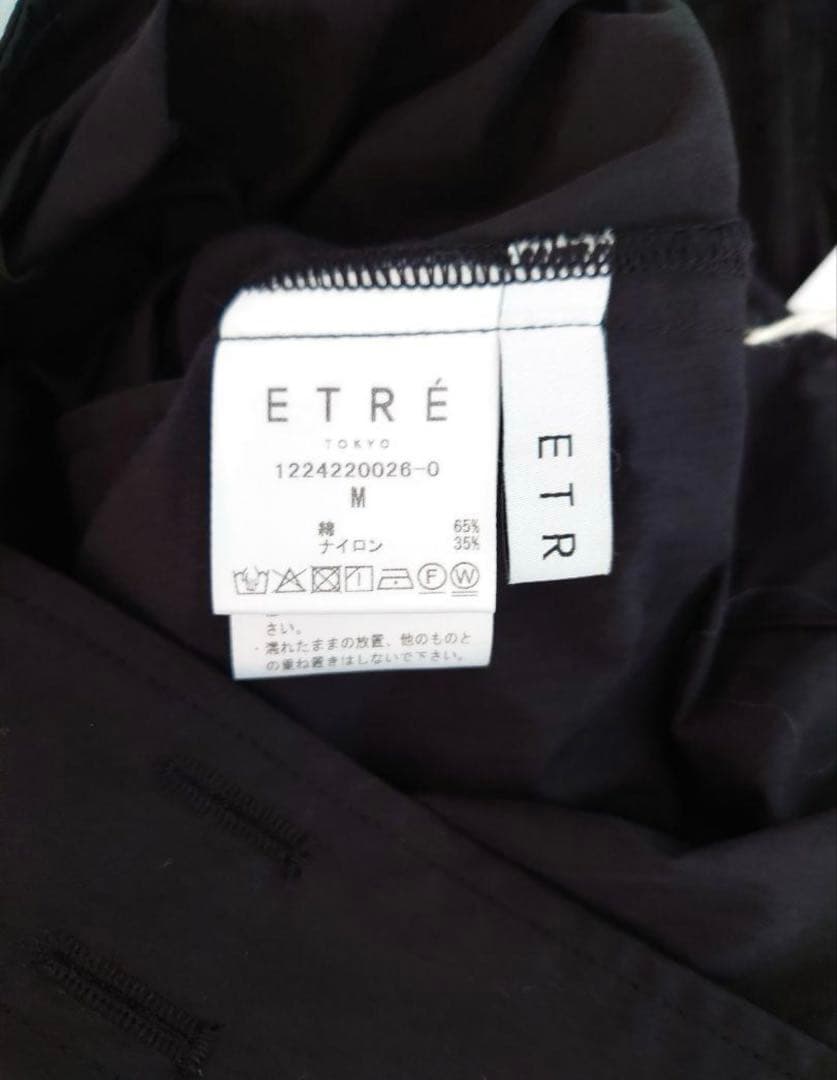 ETRÉ
TOKYO
1224220026-0
M
綿 65%
ナイロン 35%
F W
さい。
・濡れたままの放置、他のものと
の重ね置きはしないで下さい。
ETR